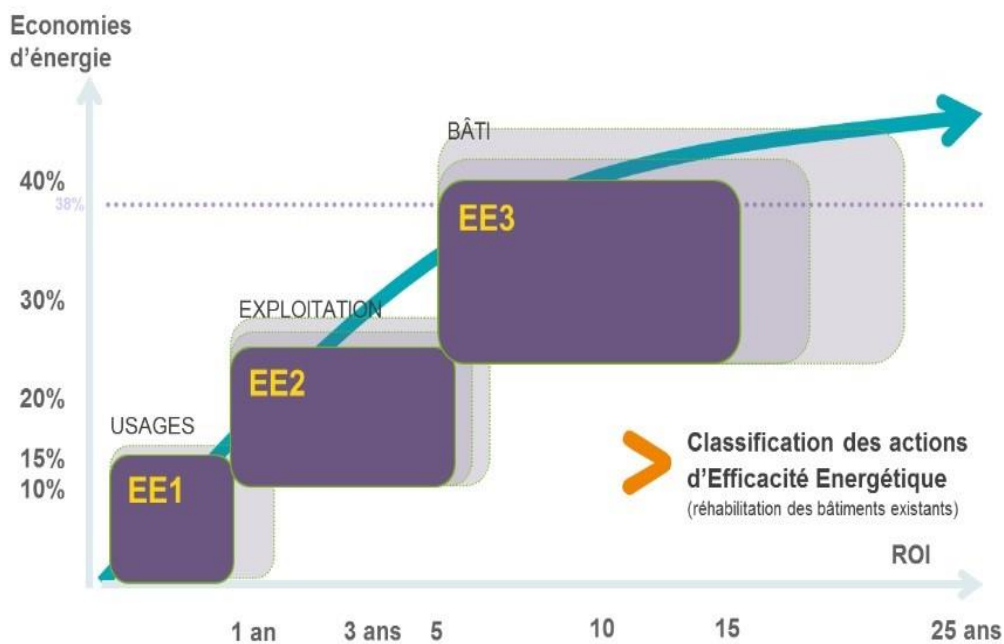 Economies
d'énergie
BÂTI
40%
38%
EE3
30%
EXPLOITATION
EE2
20%
USAGES
15%
10%
EE1
Classification des actions
d'Efficacité Energétique
(réhabilitation des bâtiments existants)
ROI
1 an 3 ans 5 10 15 25 ans